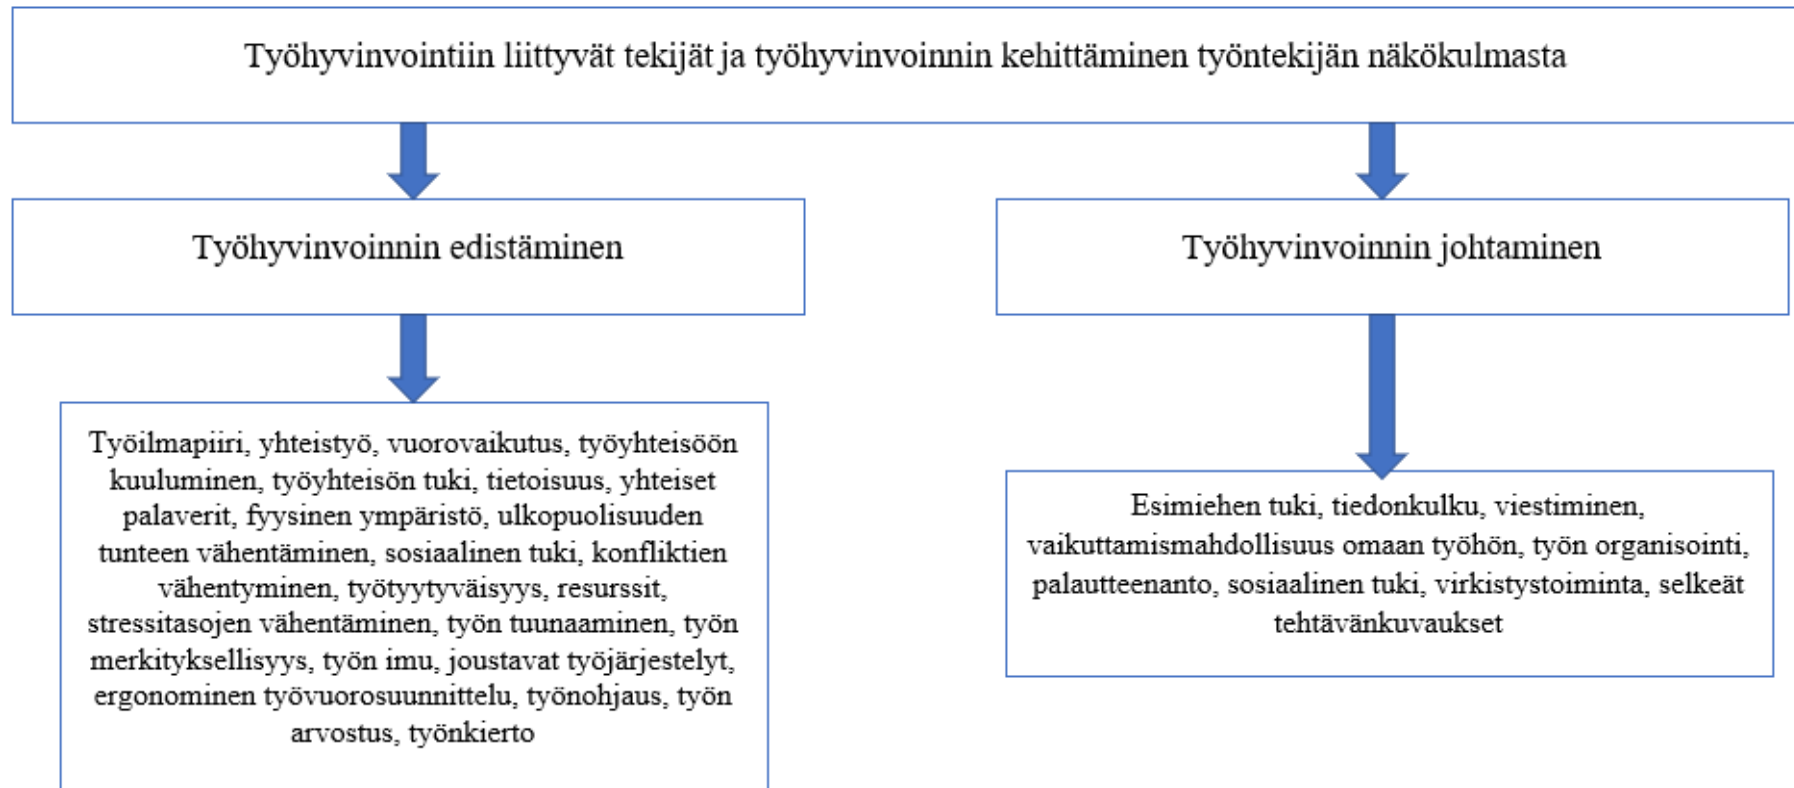 Työhyvinvointiin liittyvät tekijät ja työhyvinvoinnin kehittäminen työntekijän näkökulmasta
Työhyvinvoinnin edistäminen
Työhyvinvoinnin johtaminen
Työilmapiiri, yhteistyö, vuorovaikutus, työyhteisöön
kuuluminen, työyhteisön tuki, tietoisuus, yhteiset
palaverit, fyysinen ympäristö, ulkopuolisuuden
tunteen vähentäminen, sosiaalinen tuki, konfliktien
vähentyminen, työtyytyväisyys, resurssit,
stressitasojen vähentäminen, työn tuunaaminen, työn
merkityksellisyys, työn imu, joustavat työjärjestelyt,
ergonominen työvuorosuunnittelu, työnohjaus, työn
arvostus, työnkierto
Esimiehen tuki, tiedonkulku, viestiminen,
vaikuttamismahdollisuus omaan työhön, työn organisointi,
palautteenanto, sosiaalinen tuki, virkistystoiminta, selkeät
tehtävänkuvaukset